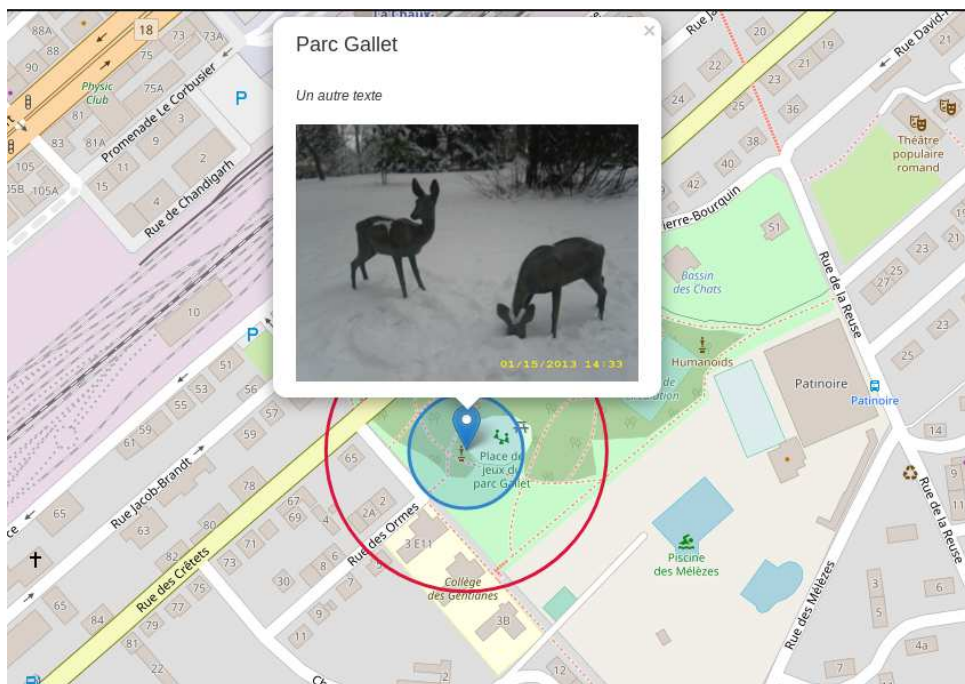 Parc Gallet
×
Un autre texte
01/15/2013 14:33
La Chaux-
88A
88
90
18
73
73A
75
Physic
Club
75A
81
81A
83
Promenade Le Corbusier
P
3
9
2
105
11
105B
105A
15
4
Rue de Chandigarh
10
P
51
53
55
56
57
59
61
65
Rue Jacob-Brandt
63
65
Rue des Crêtets
80
78
82
84
71
67
69
4
73
75
77
79
81
22
30
8
9
7
11
2A
2
Rue des Ormes
3 E11
Collège
des Gentianes
3B
12
Place de
jeux du
parc Gallet
Humanoïds
Bassin
des Chats
51
Pierre-Bourquin
Rue David-
20
19
22
21
23
24
25
26
36
38
40
42
21
Théâtre
populaire
romand
Rue de la Reuse
23
25
27
23
25
Patinoire
Patinoire
14
9
11
Rue de la Reuse
Piscine
des Mélèzes
Rue des Mélèzes
3
5
6
4a
7